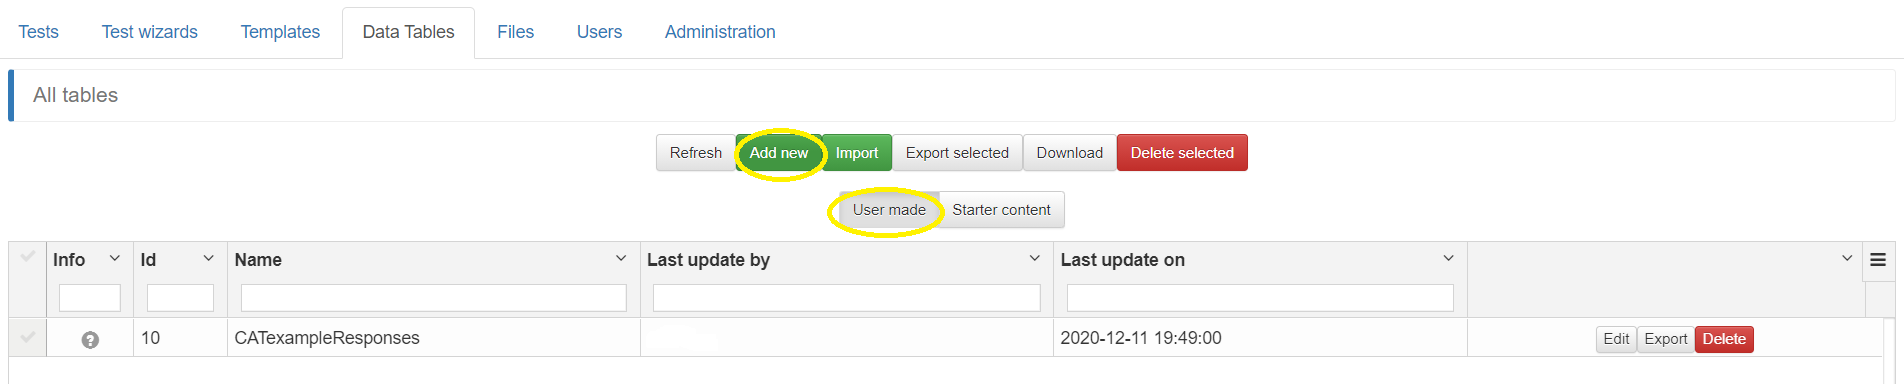 Tests Test wizards Templates Data Tables Files Users Administration
All tables
Refresh Add new Import Export selected Download Delete selected
User made Starter content
Info Id Name Last update by Last update on
10 CATexampleResponses 2020-12-11 19:49:00 Edit Export Delete